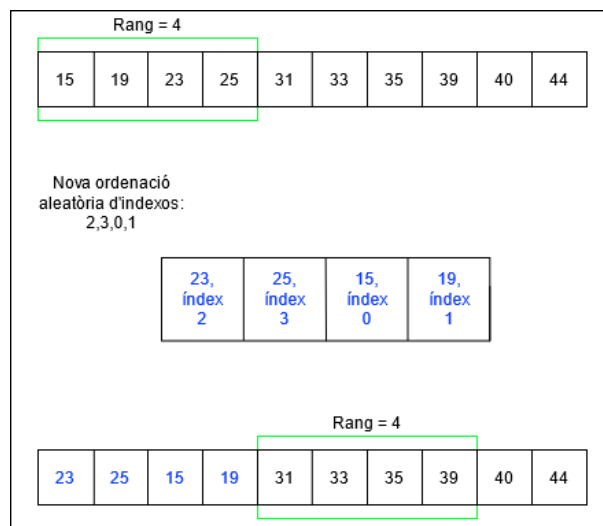 Rang = 4
15 19 23 25 31 33 35 39 40 44
Nova ordenació
aleatòria d'indexos:
2,3,0,1
23, 25, 15, 19,
índex índex índex índex
2 3 0 1
Rang = 4
23 25 15 19 31 33 35 39 40 44